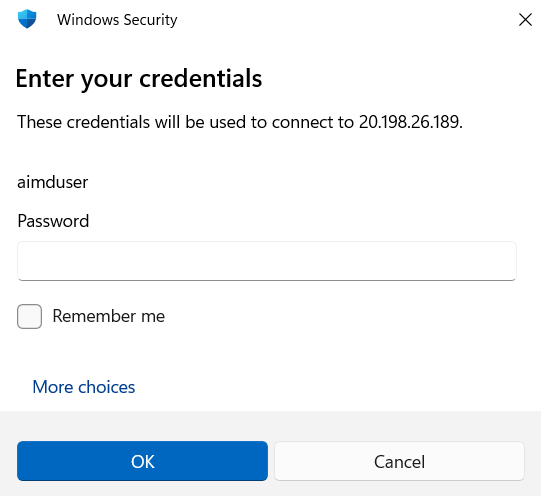 Windows Security
Enter your credentials
These credentials will be used to connect to 20.198.26.189.
aimduser
Password
Remember me
More choices
OK
Cancel